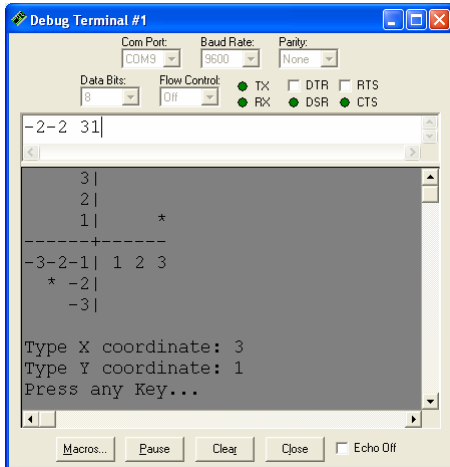 Debug Terminal #1
Com Port: Baud Rate: Parity:
COM9 9600 None
Data Bits: Flow Control: TX DTR RTS
8 Off RX DSR CTS
-2-2 31
3|
2|
1|     *
------+------
-3-2-1| 1 2 3
  * -2|
    -3|
Type X coordinate: 3
Type Y coordinate: 1
Press any Key...
Macros... Pause Clear Close Echo Off